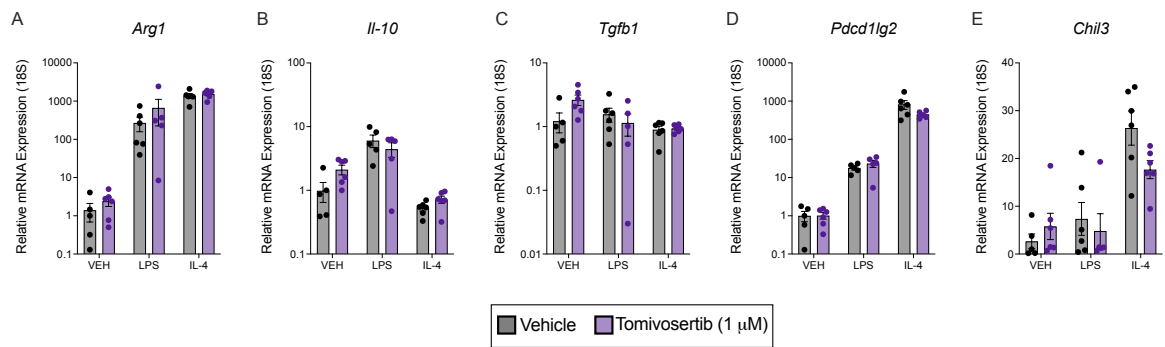 A
Arg1
Relative mRNA Expression (18S)
10000
1000
100
10
1
0.1
VEH
LPS
IL-4
B
Il-10
Relative mRNA Expression (18S)
100
10
1
0.1
VEH
LPS
IL-4
C
Tgfb1
Relative mRNA Expression (18S)
100
10
1.0
0.1
0.01
VEH
LPS
IL-4
D
Pdcd1lg2
Relative mRNA Expression (18S)
10000
1000
100
10
1
0.1
VEH
LPS
IL-4
E
Chil3
Relative mRNA Expression (18S)
40
30
20
10
0
VEH
LPS
IL-4
Vehicle
Tomivosertib (1 μM)